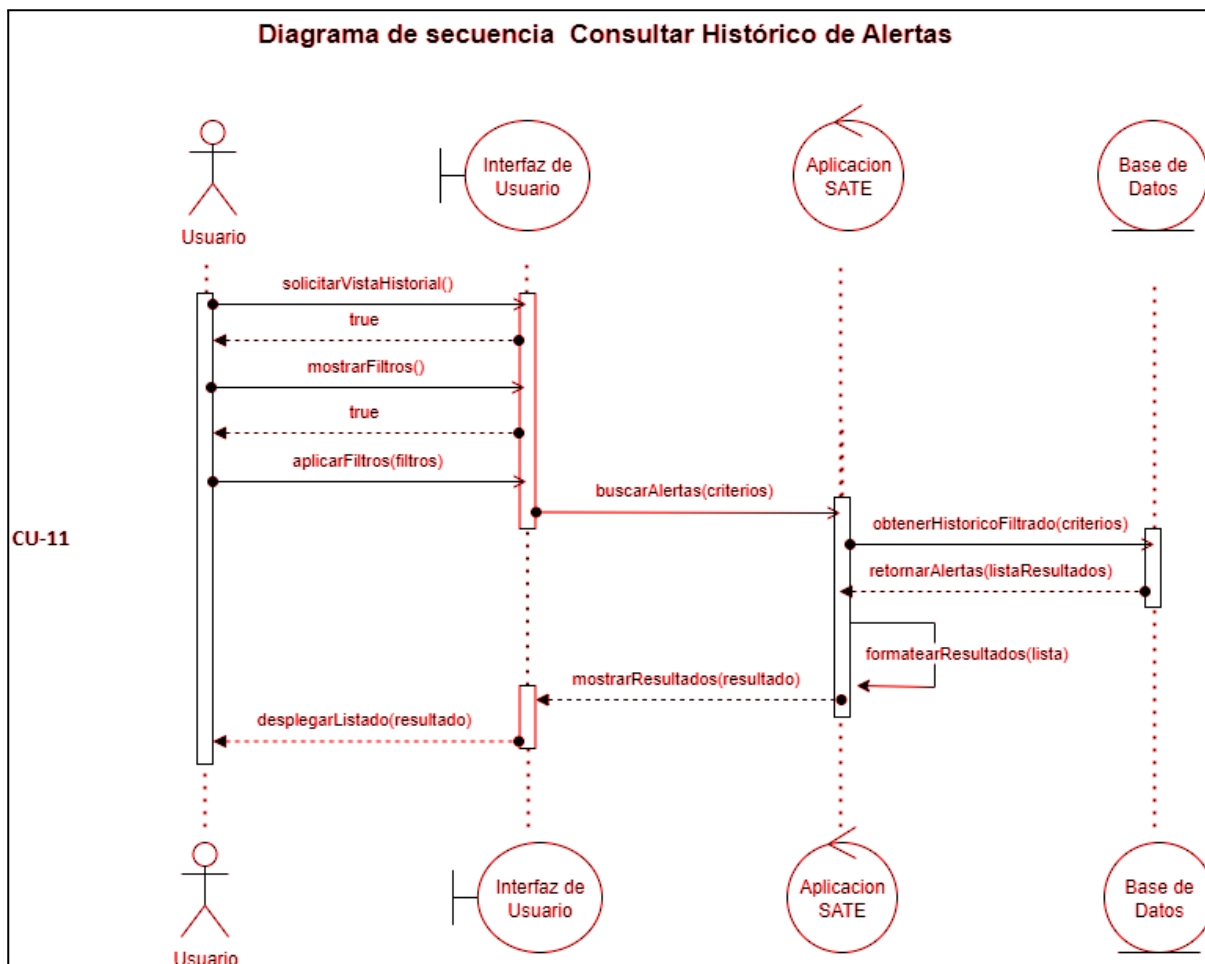 Diagrama de secuencia Consultar Histórico de Alertas
Usuario
Interfaz de
Usuario
Aplicacion
SATE
Base de
Datos
solicitarVistaHistorial()
true
mostrarFiltros()
true
aplicarFiltros(filtros)
buscarAlertas(criterios)
CU-11
obtenerHistoricoFiltrado(criterios)
retornarAlertas(listaResultados)
formatearResultados(lista)
mostrarResultados(resultado)
desplegarListado(resultado)
Usuario
Interfaz de
Usuario
Aplicacion
SATE
Base de
Datos